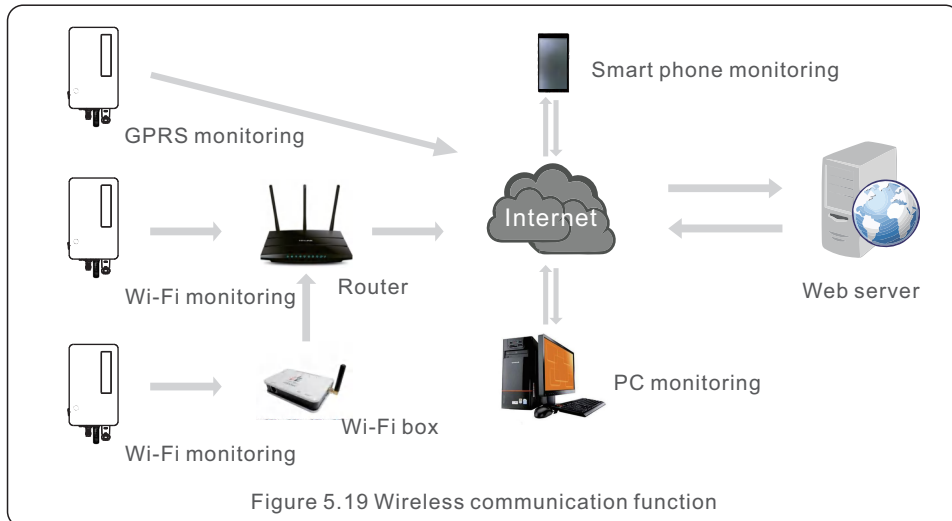 Smart phone monitoring
GPRS monitoring
Internet
Wi-Fi monitoring
Router
Web server
PC monitoring
Wi-Fi box
Wi-Fi monitoring
Figure 5.19 Wireless communication function